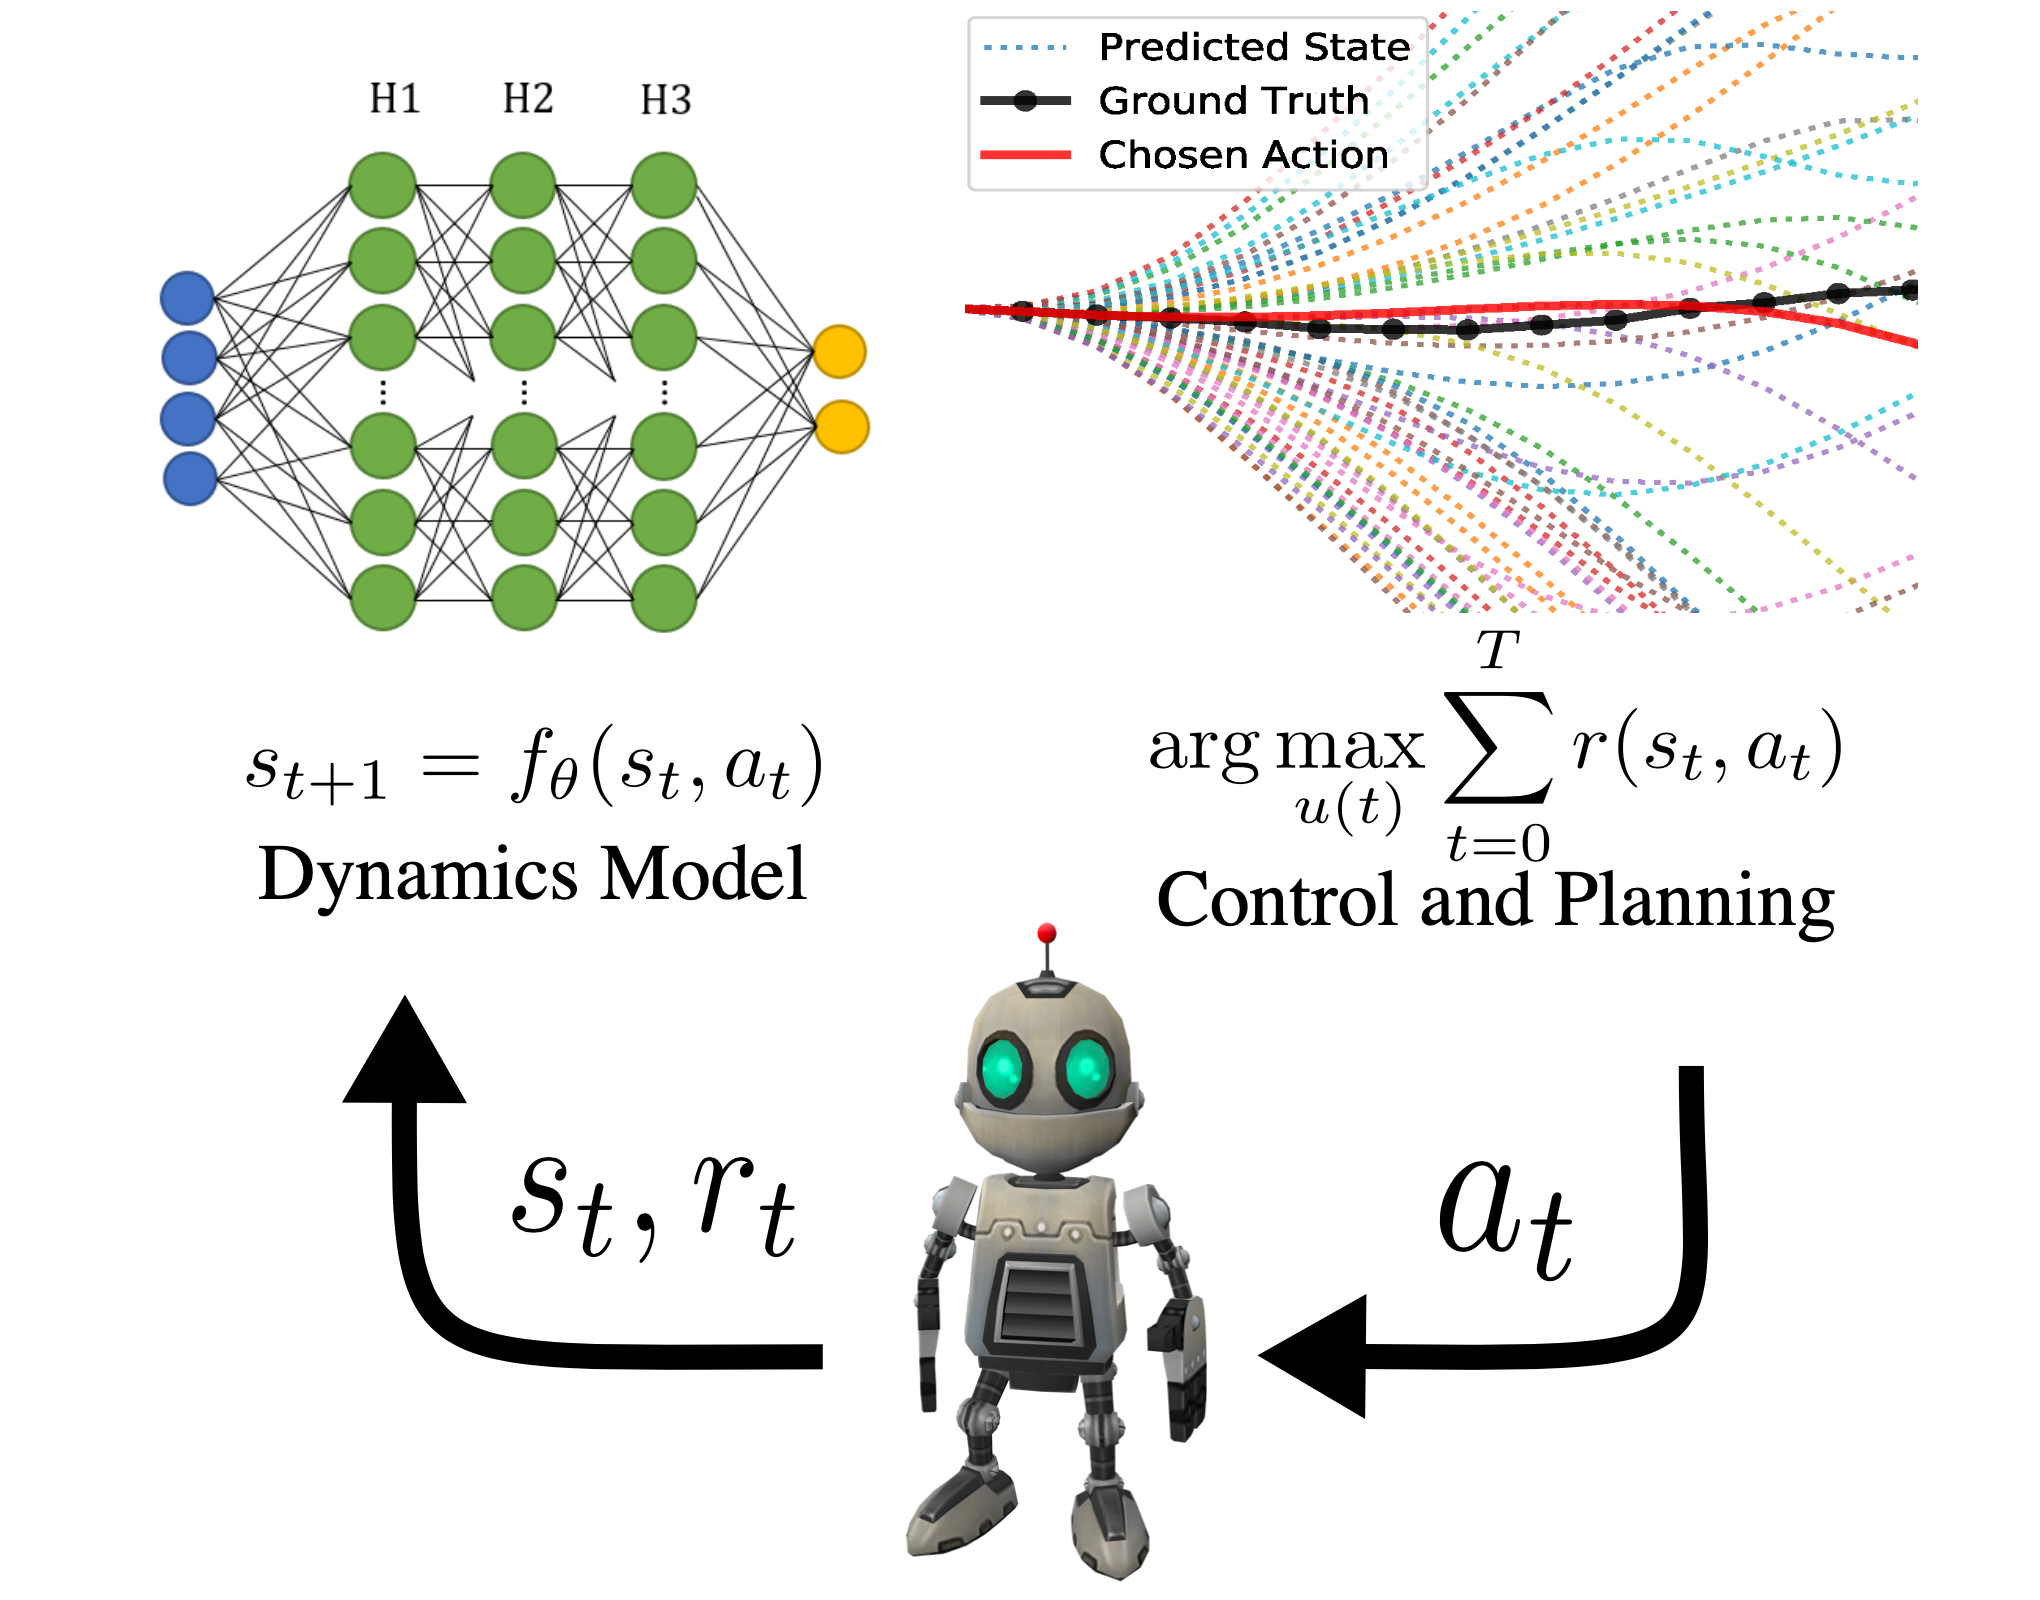 H1 H2 H3
Predicted State
Ground Truth
Chosen Action
s_{t+1} = f_θ(s_t, a_t)
Dynamics Model
arg max_{u(t)} ∑_{t=0}^{T} r(s_t, a_t)
Control and Planning
s_t, r_t
a_t